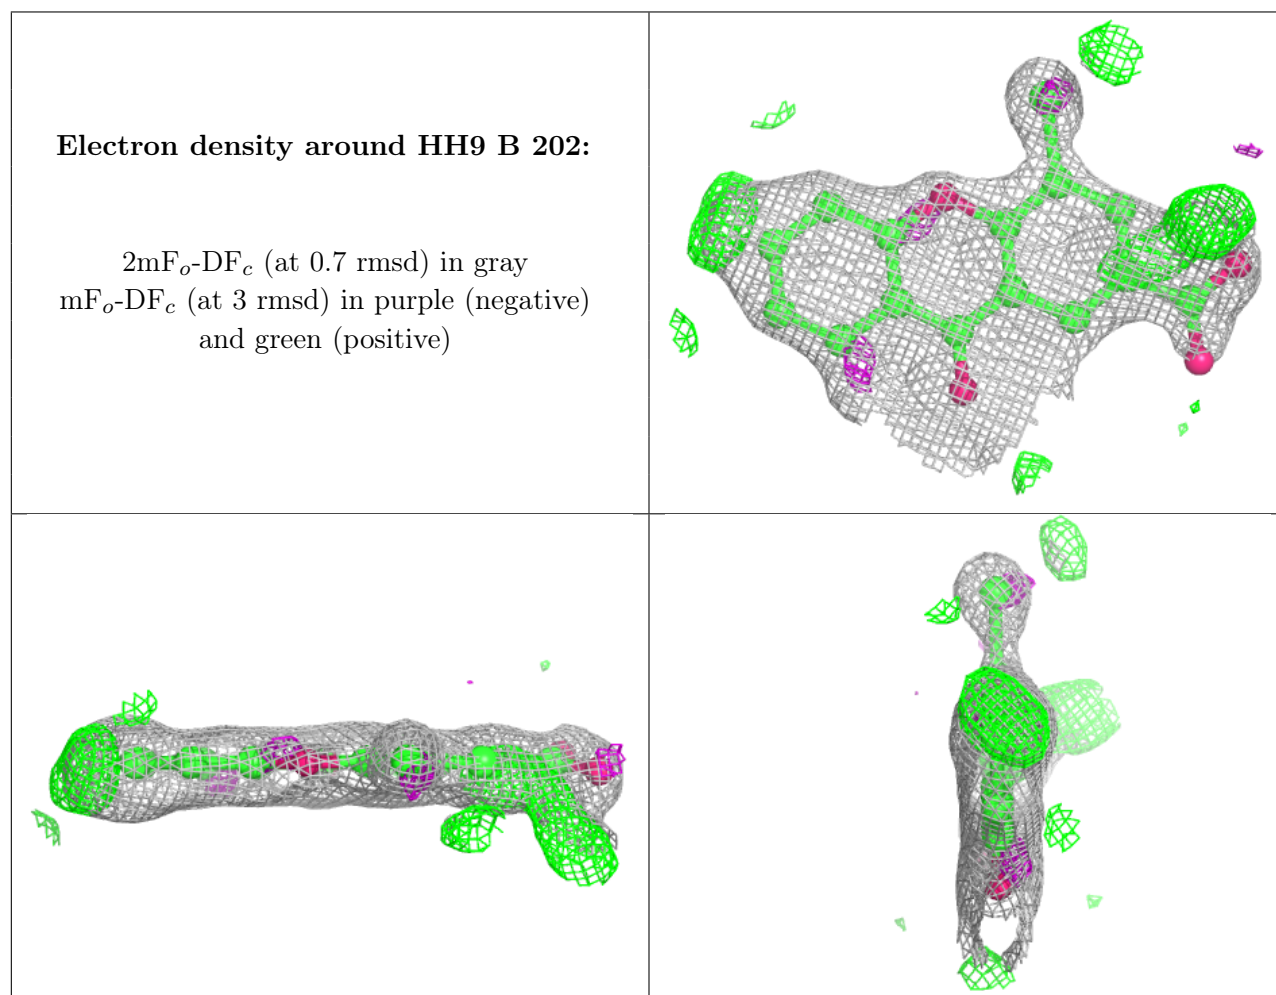 Electron density around HH9 B 202:
2mFo-DFc (at 0.7 rmsd) in gray
mFo-DFc (at 3 rmsd) in purple (negative)
and green (positive)